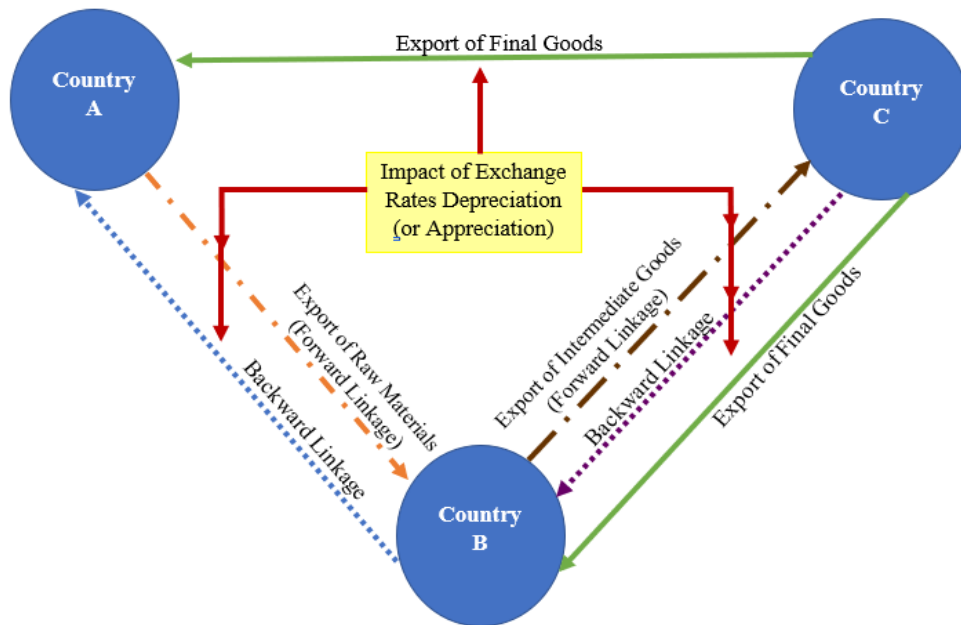 Export of Final Goods
Country
A
Country
C
Impact of Exchange
Rates Depreciation
(or Appreciation)
Export of Raw Materials
(Forward Linkage)
Backward Linkage
Export of Intermediate Goods
(Forward Linkage)
Backward Linkage
Export of Final Goods
Country
B